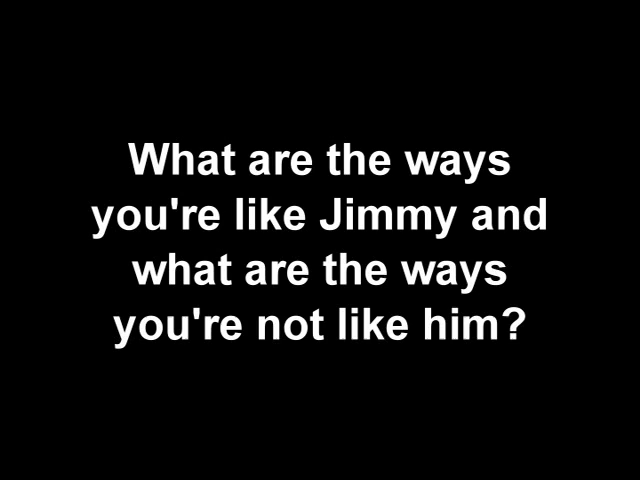 What are the ways
you're like Jimmy and
what are the ways
you're not like him?